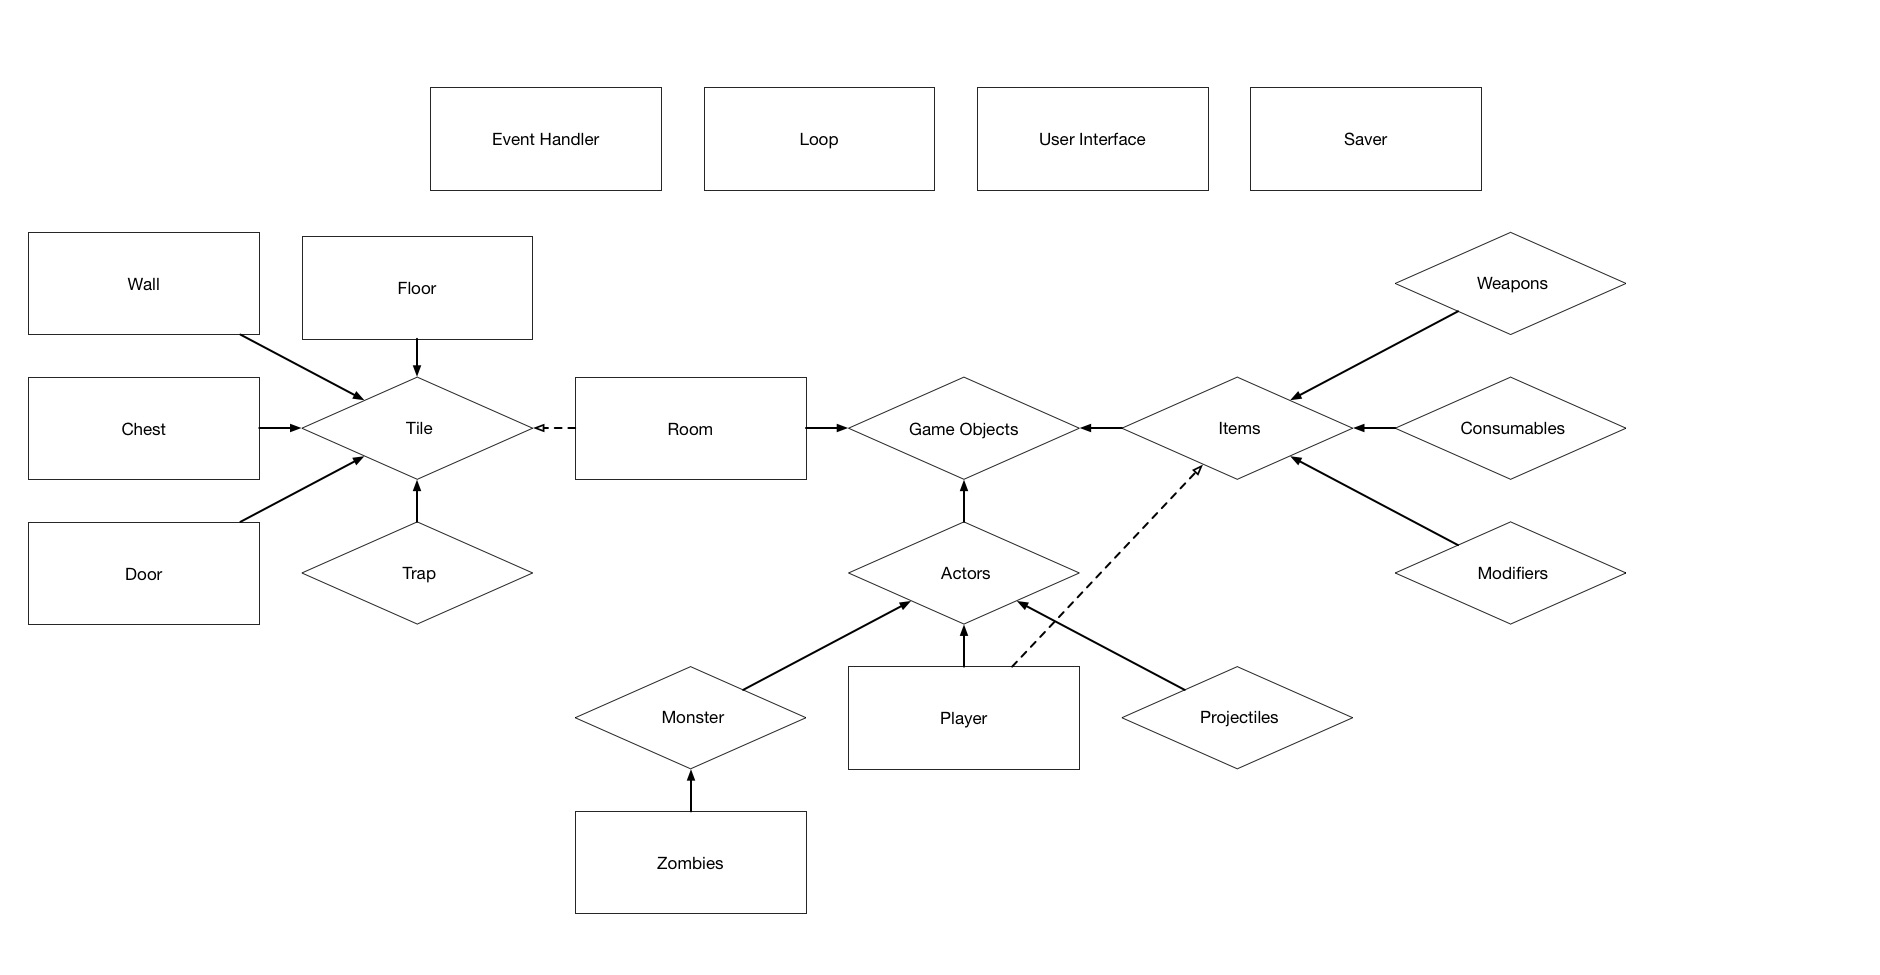 Event Handler
Loop
User Interface
Saver
Wall
Floor
Weapons
Chest
Tile
Room
Game Objects
Items
Consumables
Door
Trap
Actors
Modifiers
Monster
Player
Projectiles
Zombies